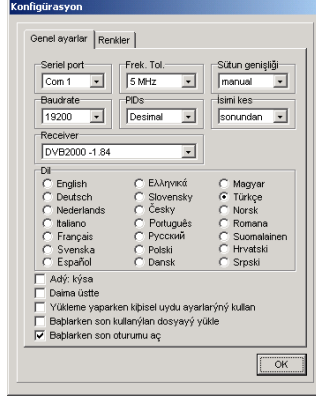 Konfigürasyon
Genel ayarlar Renkler
Seriel port Frek. Tol. Sütun genişliği
Com 1 5 MHz manual
Baudrate PIDs İsimi kes
19200 Desimal sonundan
Receiver
DVB2000 -1.84
Dil
English Ελληνικά Magyar
Deutsch Slovensky Türkçe
Nederlands Česky Norsk
Italiano Português Romana
Français Русский Suomalainen
Svenska Polski Hrvatski
Español Dansk Srpski
Adý: kýsa
Daima üstte
Yükleme yaparken kiþisel uydu ayarlarýný kullan
Baþlarken son kullanýlan dosyayý yükle
Baþlarken son oturumu aç
OK